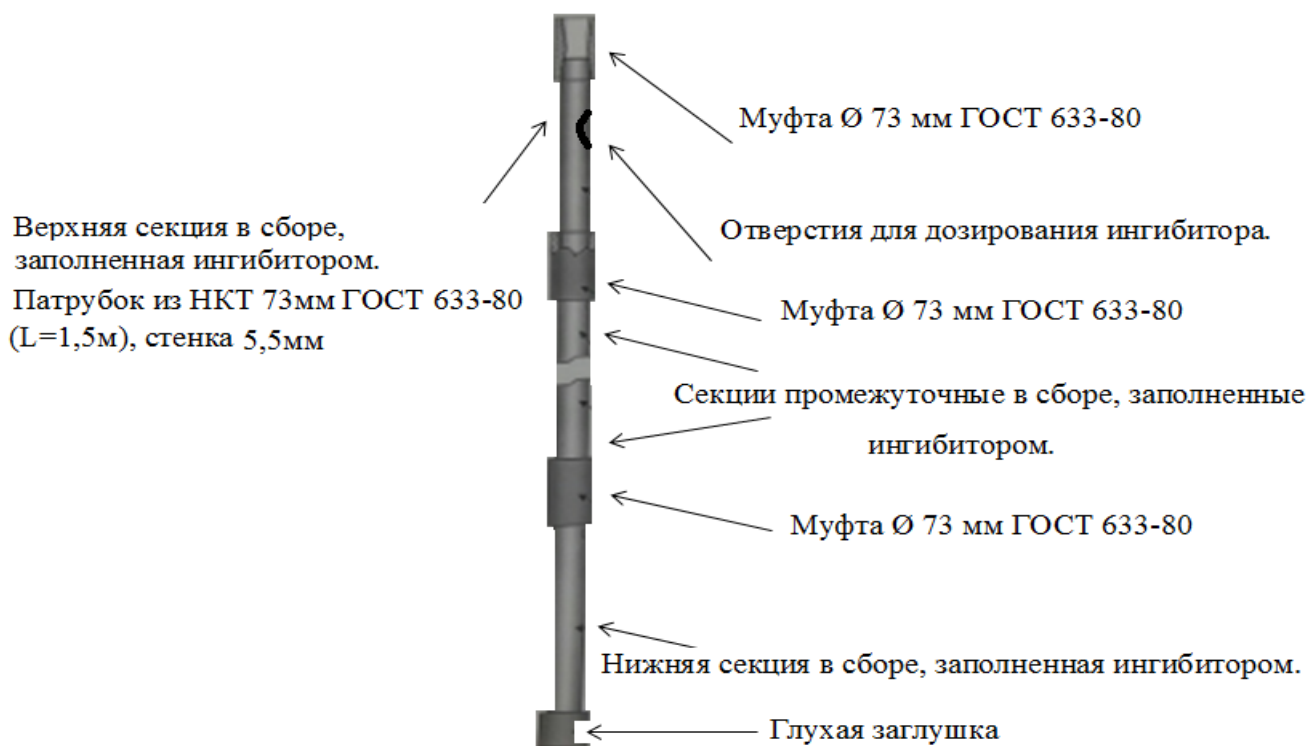 Муфта Ø 73 мм ГОСТ 633-80
Верхняя секция в сборе,
заполненная ингибитором.
Патрубок из НКТ 73мм ГОСТ 633-80
(L=1,5м), стенка 5,5мм
Отверстия для дозирования ингибитора.
Муфта Ø 73 мм ГОСТ 633-80
Секции промежуточные в сборе, заполненные
ингибитором.
Муфта Ø 73 мм ГОСТ 633-80
Нижняя секция в сборе, заполненная ингибитором.
Глухая заглушка